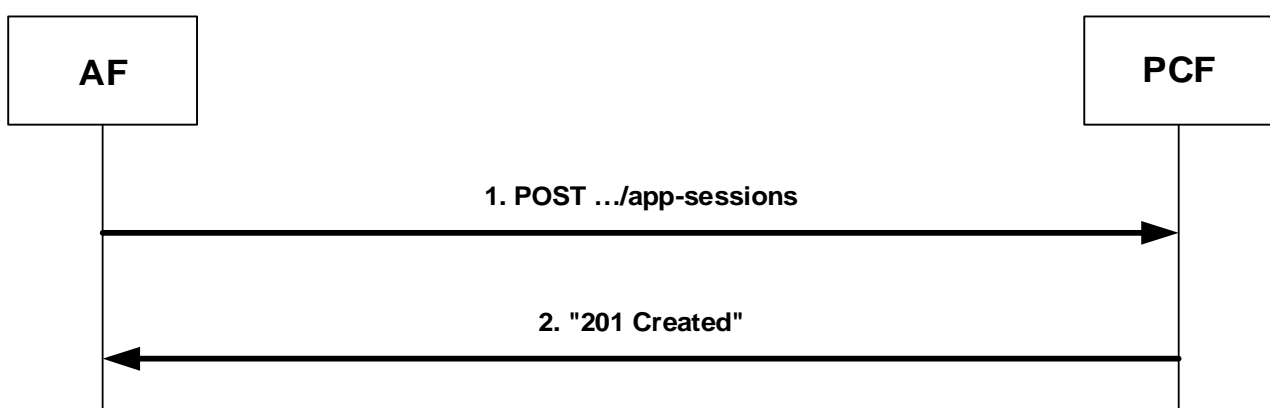 AF
PCF
1. POST …/app-sessions
2. "201 Created"